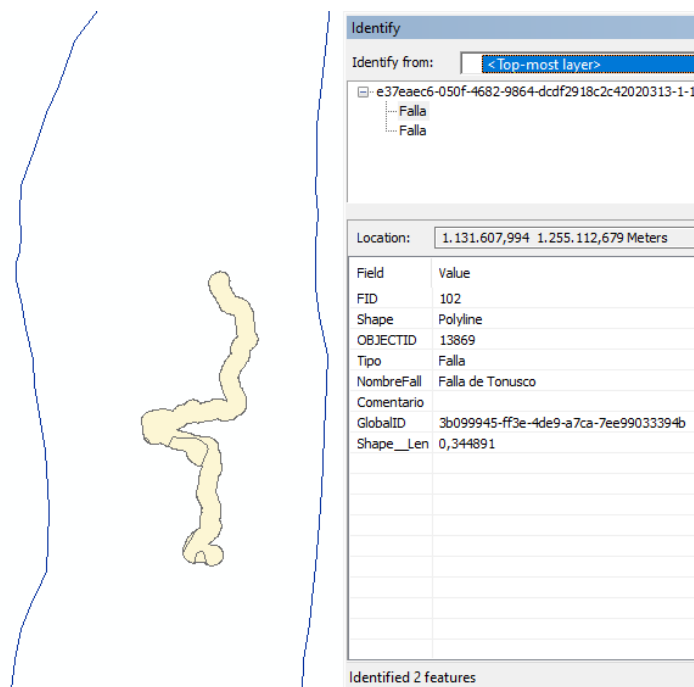 Identify
Identify from: <Top-most layer>
e37eaec6-050f-4682-9864-dcdf2918c2c42020313-1-1
Falla
Falla
Location: 1.131.607,994 1.255.112,679 Meters
Field Value
FID 102
Shape Polyline
OBJECTID 13869
Tipo Falla
NombreFall Falla de Tonusco
Comentario
GlobalID 3b099945-ff3e-4de9-a7ca-7ee99033394b
Shape__Len 0,344891
Identified 2 features